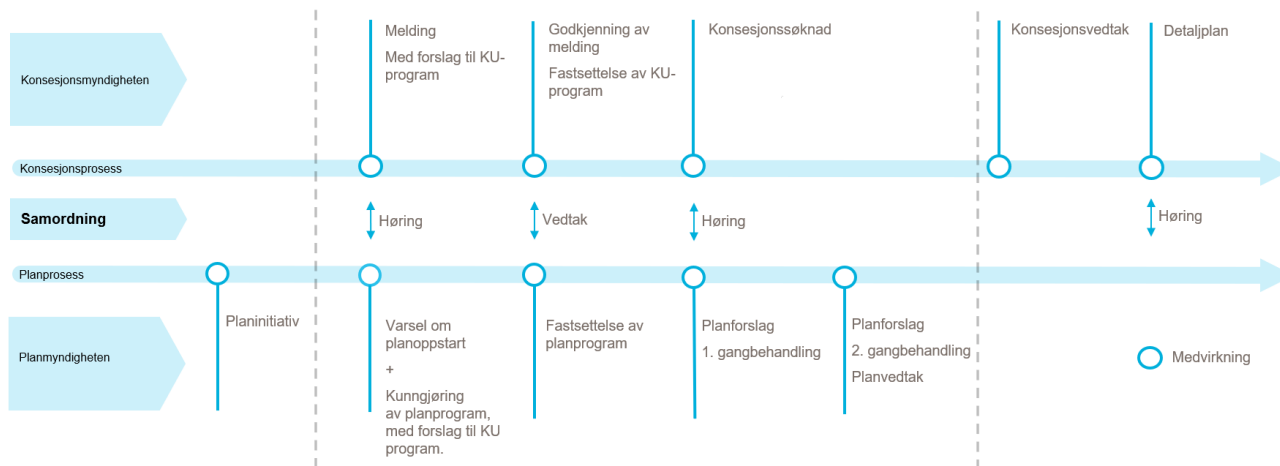 Konsesjonsmyndigheten
Melding
Med forslag til KU-
program
Godkjenning av
melding
Fastsettelse av KU-
program
Konsesjonssøknad
Konsesjonsvedtak
Detaljplan
Konsesjonsprosess
Samordning
Høring
Vedtak
Høring
Høring
Planprosess
Planmyndigheten
Planinitiativ
Varsel om
planoppstart
+
Kunngjøring
av planprogram,
med forslag til KU
program.
Fastsettelse av
planprogram
Planforslag
1. gangbehandling
Planforslag
2. gangbehandling
Planvedtak
Medvirkning